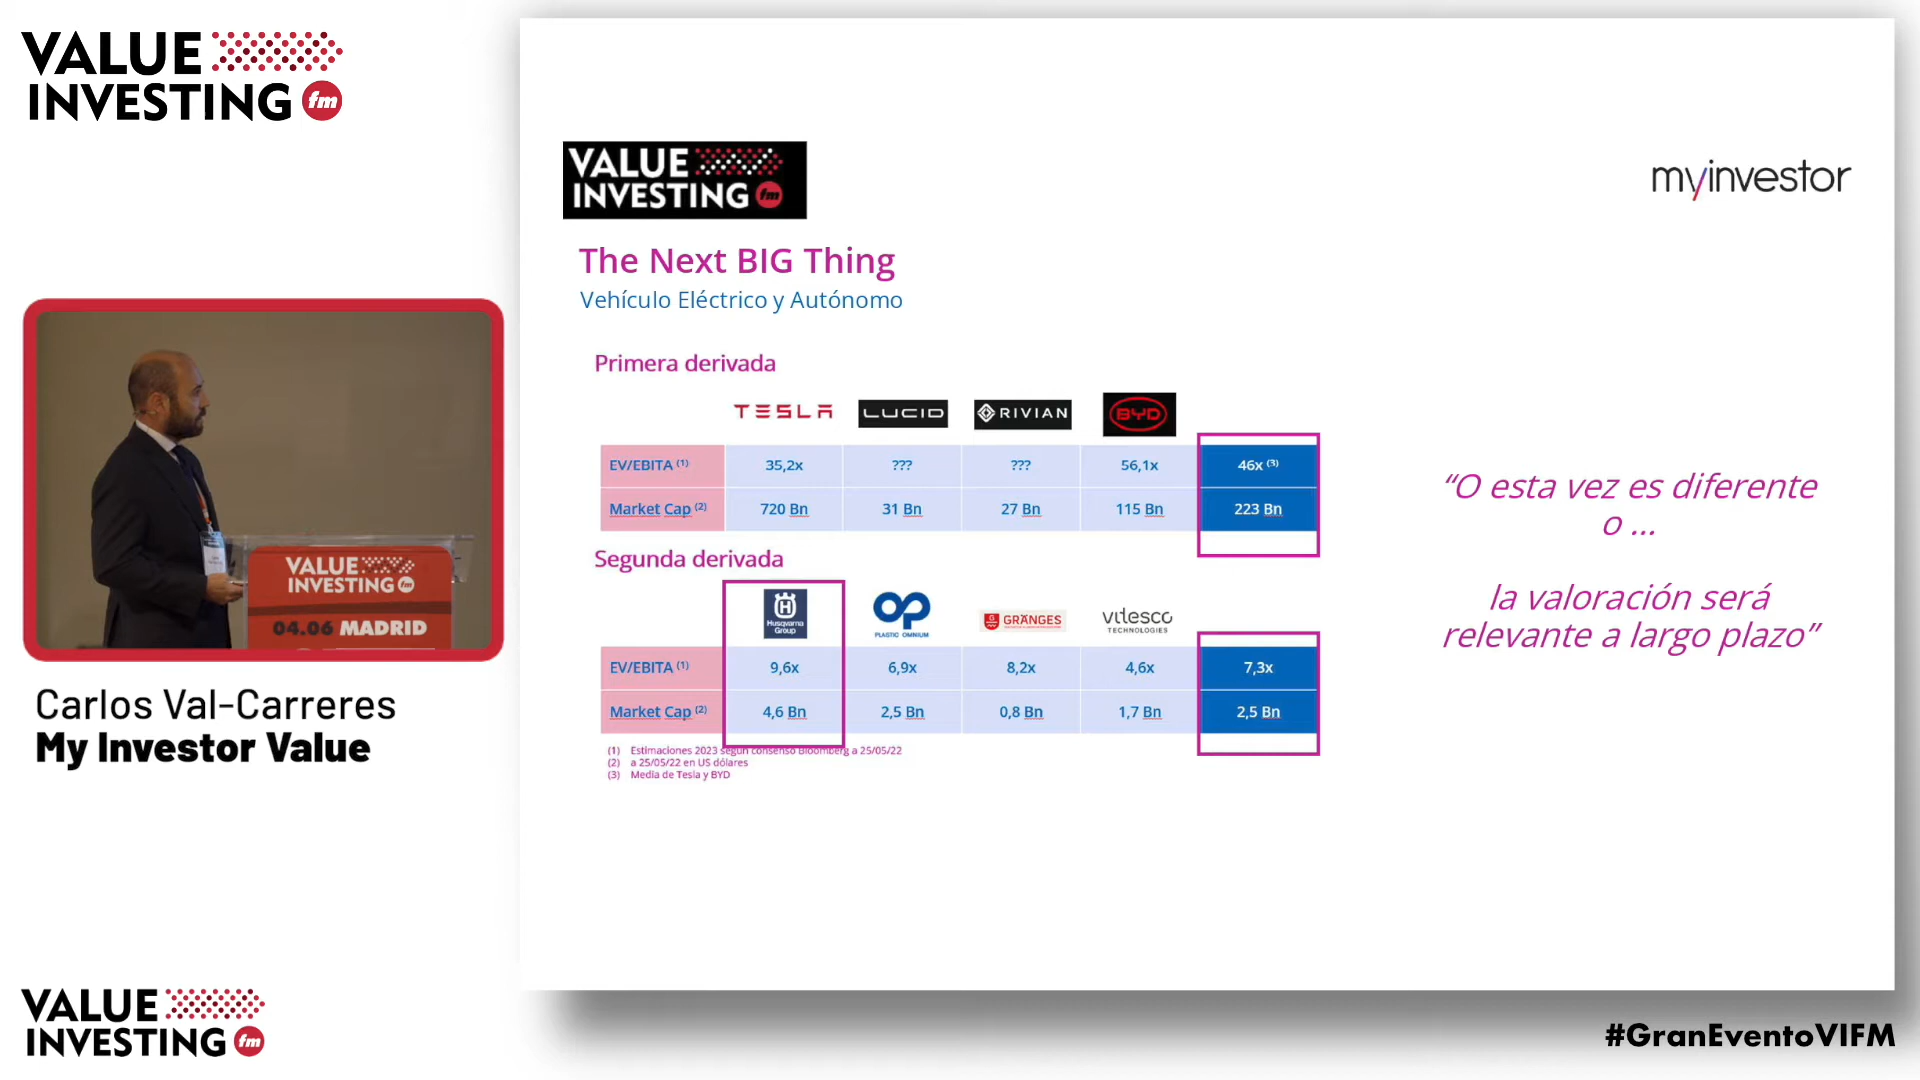 VALUE
INVESTING fm
VALUE
INVESTING fm
04.06 MADRID
Carlos Val-Carreres
My Investor Value
VALUE
INVESTING fm
VALUE
INVESTING fm
myinvestor
The Next BIG Thing
Vehículo Eléctrico y Autónomo
Primera derivada
TESLA LUCID RIVIAN BYD
EV/EBITA (1) 35,2x ??? ??? 56,1x 46x (3)
Market Cap (2) 720 Bn 31 Bn 27 Bn 115 Bn 223 Bn
Segunda derivada
H Husqvarna Group OP PLASTIC OMNIUM G GRÄNGES vitesco TECHNOLOGIES
EV/EBITA (1) 9,6x 6,9x 8,2x 4,6x 7,3x
Market Cap (2) 4,6 Bn 2,5 Bn 0,8 Bn 1,7 Bn 2,5 Bn
(1) Estimaciones 2023 según consenso Bloomberg a 25/05/22
(2) a 25/05/22 en US dólares
(3) Media de Tesla y BYD
“O esta vez es diferente
o ...
la valoración será
relevante a largo plazo”
#GranEventoVIFM